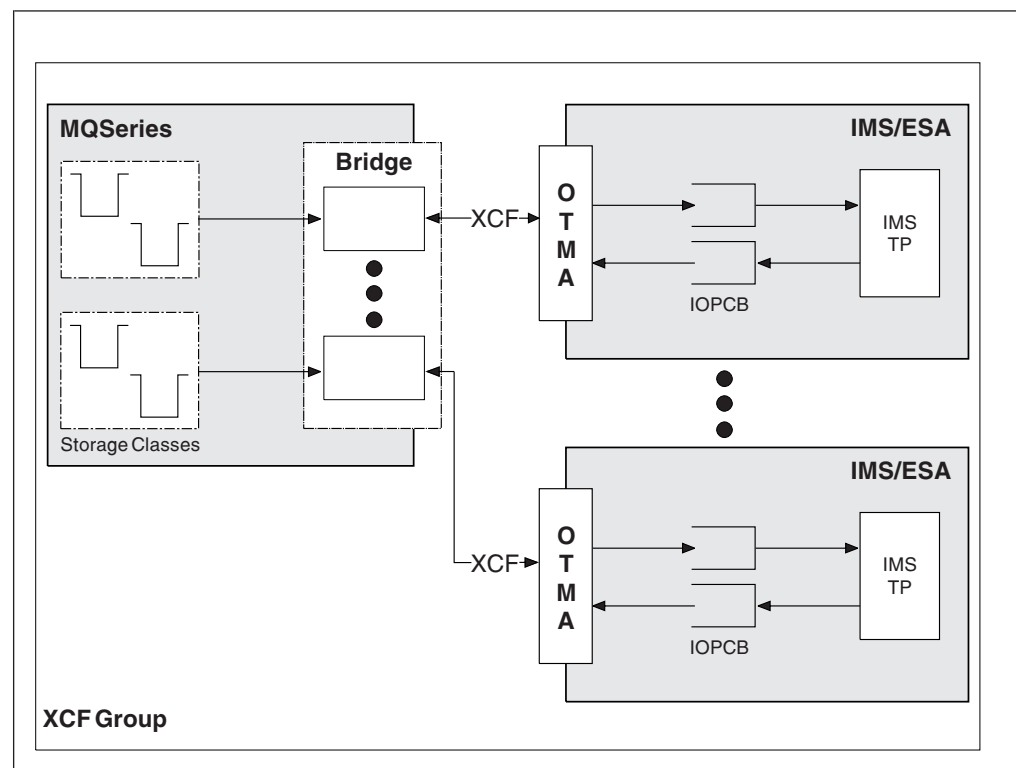 MQSeries
Bridge
Storage Classes
XCF
O
T
M
A
IMS/ESA
IMS
TP
IOPCB
XCF
O
T
M
A
IMS/ESA
IMS
TP
IOPCB
XCF Group